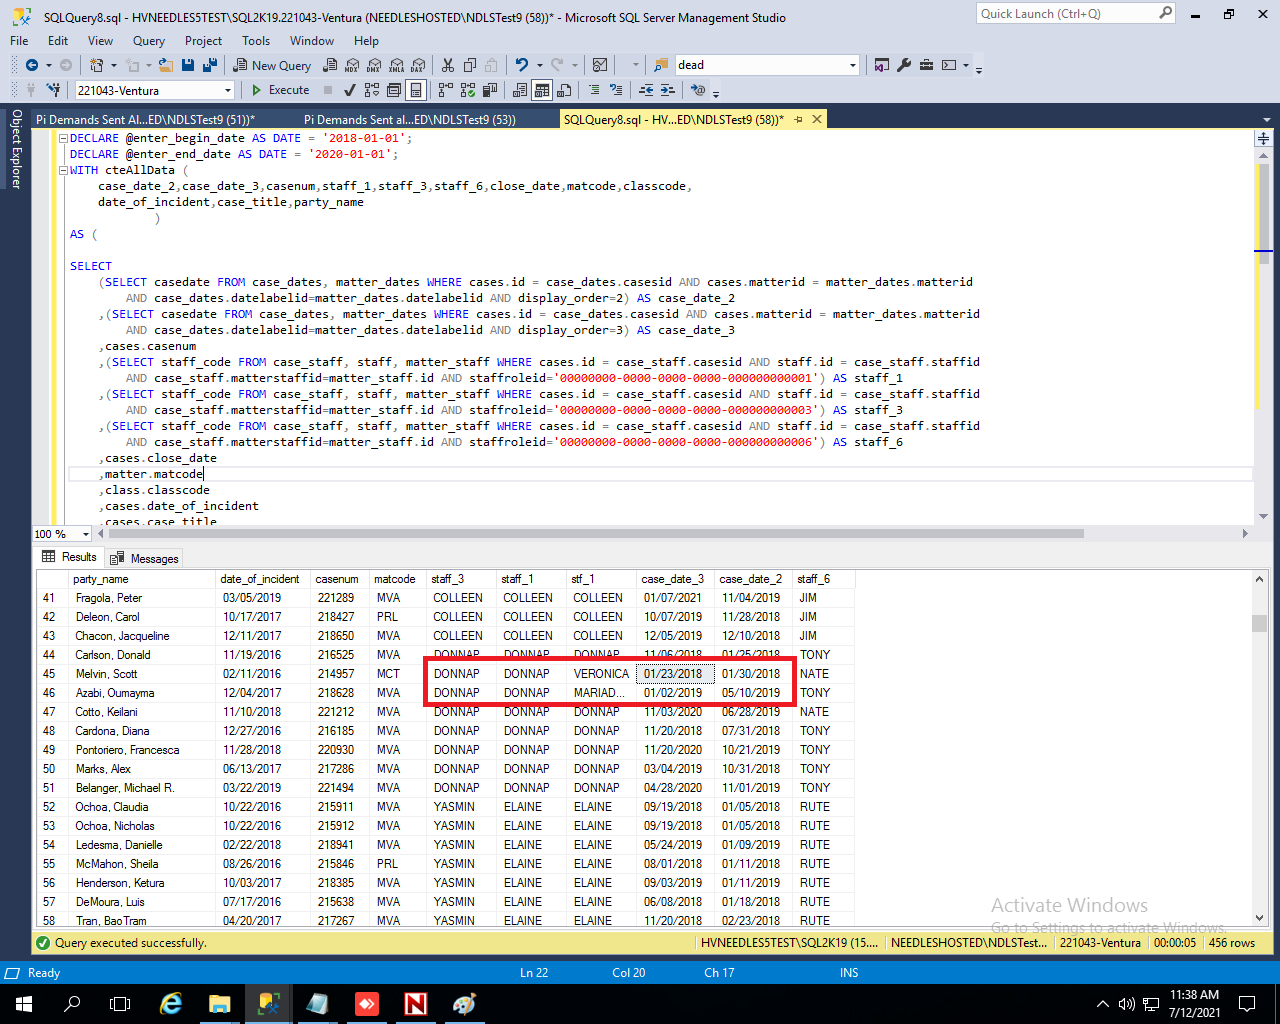 SQLQuery8.sql - HVNEEDLES5TEST\SQL2K19.221043-Ventura (NEEDLESHOSTED\NDLSTest9 (58))* - Microsoft SQL Server Management Studio
Quick Launch (Ctrl+Q)
File Edit View Query Project Tools Window Help
New Query MDX DMX XMLA DAX dead
221043-Ventura Execute
Object Explorer
Pi Demands Sent Al...ED\NDLSTest9 (51))* Pi Demands Sent al...ED\NDLSTest9 (53)) SQLQuery8.sql - HV...ED\NDLSTest9 (58))*
DECLARE @enter_begin_date AS DATE = '2018-01-01';
DECLARE @enter_end_date AS DATE = '2020-01-01';
WITH cteAllData (
case_date_2,case_date_3,casenum,staff_1,staff_3,staff_6,close_date,matcode,classcode,
date_of_incident,case_title,party_name
)
AS (
SELECT
(SELECT casedate FROM case_dates, matter_dates WHERE cases.id = case_dates.casesid AND cases.matterid = matter_dates.matterid
AND case_dates.datelabelid=matter_dates.datelabelid AND display_order=2) AS case_date_2
,(SELECT casedate FROM case_dates, matter_dates WHERE cases.id = case_dates.casesid AND cases.matterid = matter_dates.matterid
AND case_dates.datelabelid=matter_dates.datelabelid AND display_order=3) AS case_date_3
,cases.casenum
,(SELECT staff_code FROM case_staff, staff, matter_staff WHERE cases.id = case_staff.casesid AND staff.id = case_staff.staffid
AND case_staff.matterstaffid=matter_staff.id AND staffroleid='00000000-0000-0000-0000-000000000001') AS staff_1
,(SELECT staff_code FROM case_staff, staff, matter_staff WHERE cases.id = case_staff.casesid AND staff.id = case_staff.staffid
AND case_staff.matterstaffid=matter_staff.id AND staffroleid='00000000-0000-0000-0000-000000000003') AS staff_3
,(SELECT staff_code FROM case_staff, staff, matter_staff WHERE cases.id = case_staff.casesid AND staff.id = case_staff.staffid
AND case_staff.matterstaffid=matter_staff.id AND staffroleid='00000000-0000-0000-0000-000000000006') AS staff_6
,cases.close_date
,matter.matcode
,class.classcode
,cases.date_of_incident
,cases.case_title
100 %
Results Messages
party_name date_of_incident casenum matcode staff_3 staff_1 stf_1 case_date_3 case_date_2 staff_6
41 Fragola, Peter 03/05/2019 221289 MVA COLLEEN COLLEEN COLLEEN 01/07/2021 11/04/2019 JIM
42 Deleon, Carol 10/17/2017 218427 PRL COLLEEN COLLEEN COLLEEN 10/07/2019 11/28/2018 JIM
43 Chacon, Jacqueline 12/11/2017 218650 MVA COLLEEN COLLEEN COLLEEN 12/05/2019 12/10/2018 JIM
44 Carlson, Donald 11/19/2016 216525 MVA DONNAP DONNAP DONNAP 11/06/2018 01/25/2018 TONY
45 Melvin, Scott 02/11/2016 214957 MCT DONNAP DONNAP VERONICA 01/23/2018 01/30/2018 NATE
46 Azabi, Oumayma 12/04/2017 218628 MVA DONNAP DONNAP MARIAD... 01/02/2019 05/10/2019 TONY
47 Cotto, Keilani 11/10/2018 221212 MVA DONNAP DONNAP DONNAP 11/03/2020 06/28/2019 NATE
48 Cardona, Diana 12/27/2016 216185 MVA DONNAP DONNAP DONNAP 11/20/2018 07/31/2018 TONY
49 Pontoriero, Francesca 11/28/2018 220930 MVA DONNAP DONNAP DONNAP 11/20/2020 10/21/2019 TONY
50 Marks, Alex 06/13/2017 217286 MVA DONNAP DONNAP DONNAP 03/04/2019 10/31/2018 TONY
51 Belanger, Michael R. 03/22/2019 221494 MVA DONNAP DONNAP DONNAP 04/28/2020 11/01/2019 TONY
52 Ochoa, Claudia 10/22/2016 215911 MVA YASMIN ELAINE ELAINE 09/19/2018 01/05/2018 RUTE
53 Ochoa, Nicholas 10/22/2016 215912 MVA YASMIN ELAINE ELAINE 09/19/2018 01/05/2018 RUTE
54 Ledesma, Danielle 02/22/2018 218941 MVA YASMIN ELAINE ELAINE 05/24/2019 01/09/2019 RUTE
55 McMahon, Sheila 08/26/2016 215846 PRL YASMIN ELAINE ELAINE 08/01/2018 01/11/2018 RUTE
56 Henderson, Ketura 10/03/2017 218385 MVA YASMIN ELAINE ELAINE 09/03/2019 01/11/2019 RUTE
57 DeMoura, Luis 07/17/2016 215638 MVA YASMIN ELAINE ELAINE 06/08/2018 01/18/2018 RUTE
58 Tran, BaoTram 04/20/2017 217267 MVA YASMIN ELAINE ELAINE 11/20/2018 02/23/2018 RUTE
Activate Windows
Go to Settings to activate Windows.
Query executed successfully. HVNEEDLES5TEST\SQL2K19 (15.... NEEDLESHOSTED\NDLSTest... 221043-Ventura 00:00:05 456 rows
Ready Ln 22 Col 20 Ch 17 INS
11:38 AM
7/12/2021